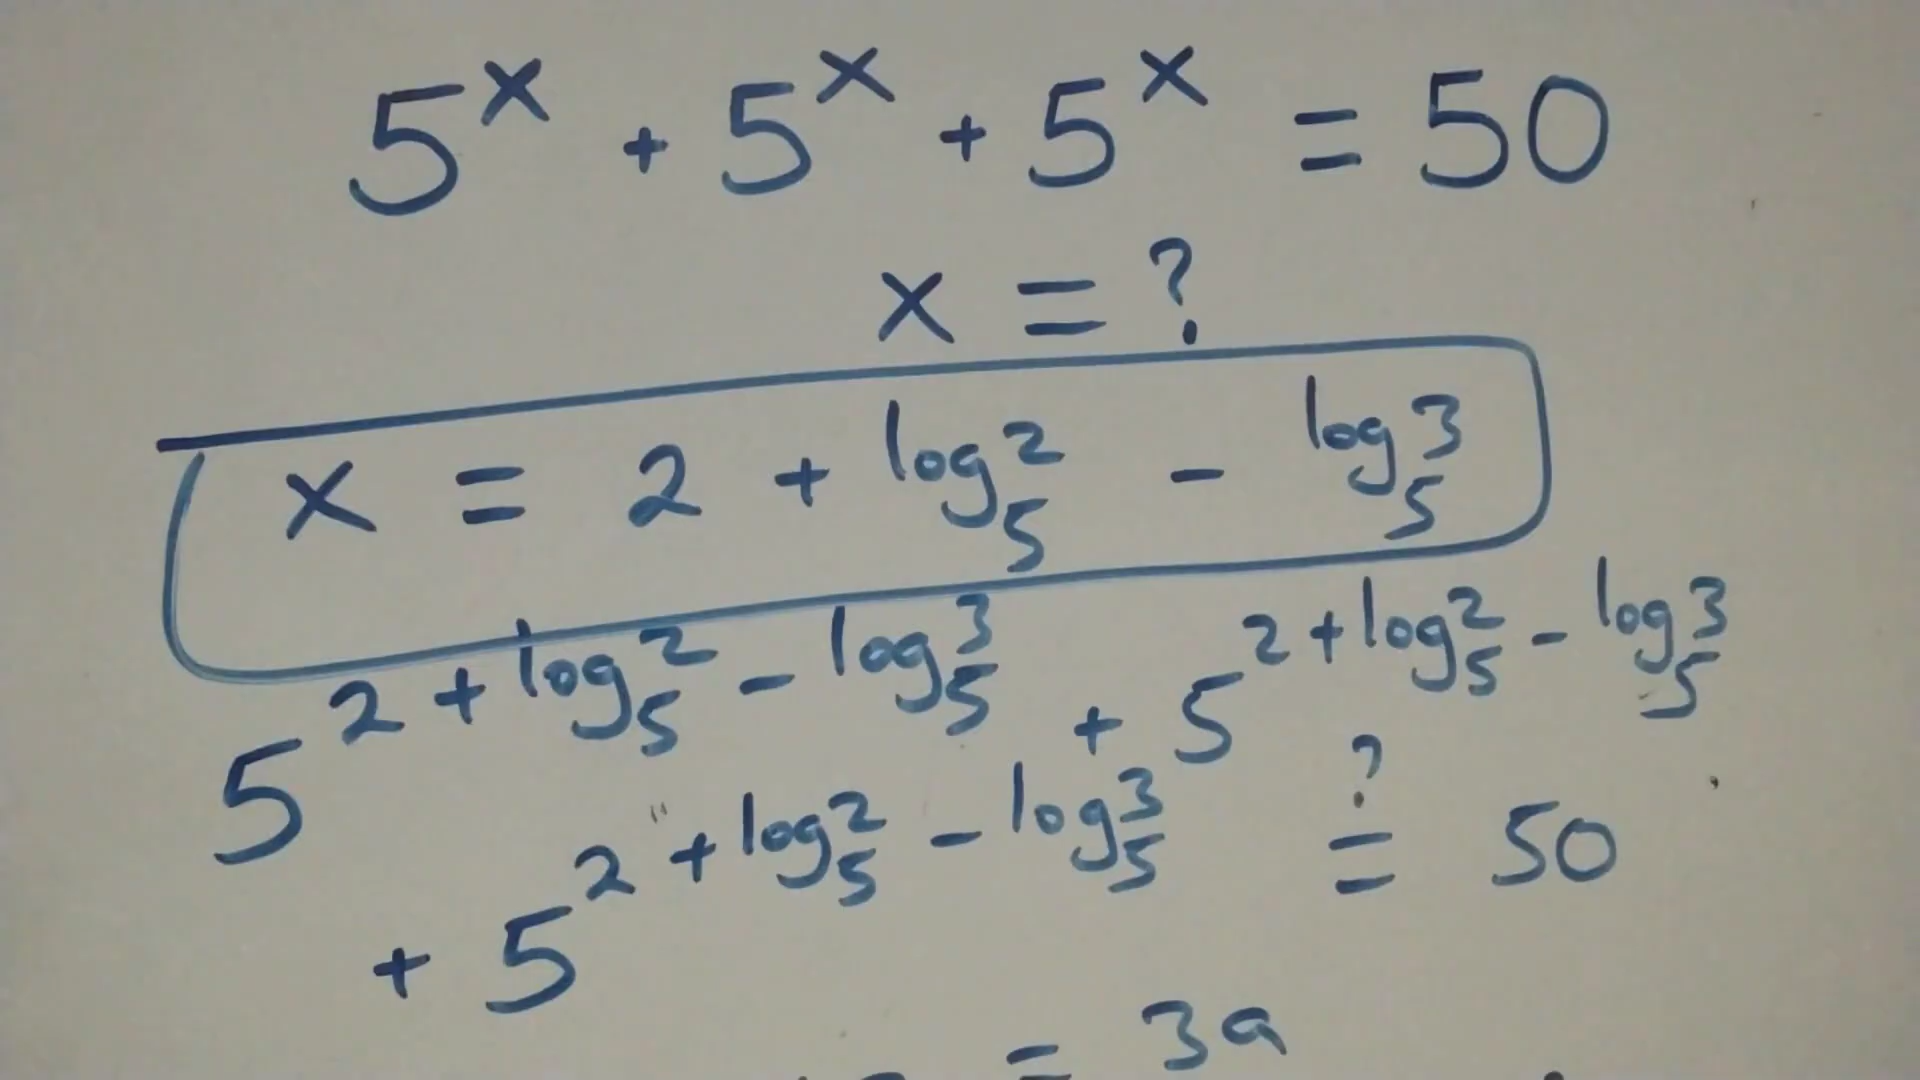 5^x + 5^x + 5^x = 50
x = ?
x = 2 + log_5^2 - log_5^3
5^{2 + log_5^2 - log_5^3} + 5^{2 + log_5^2 - log_5^3}
+ 5^{2 + log_5^2 - log_5^3} ≟ 50
= 3a